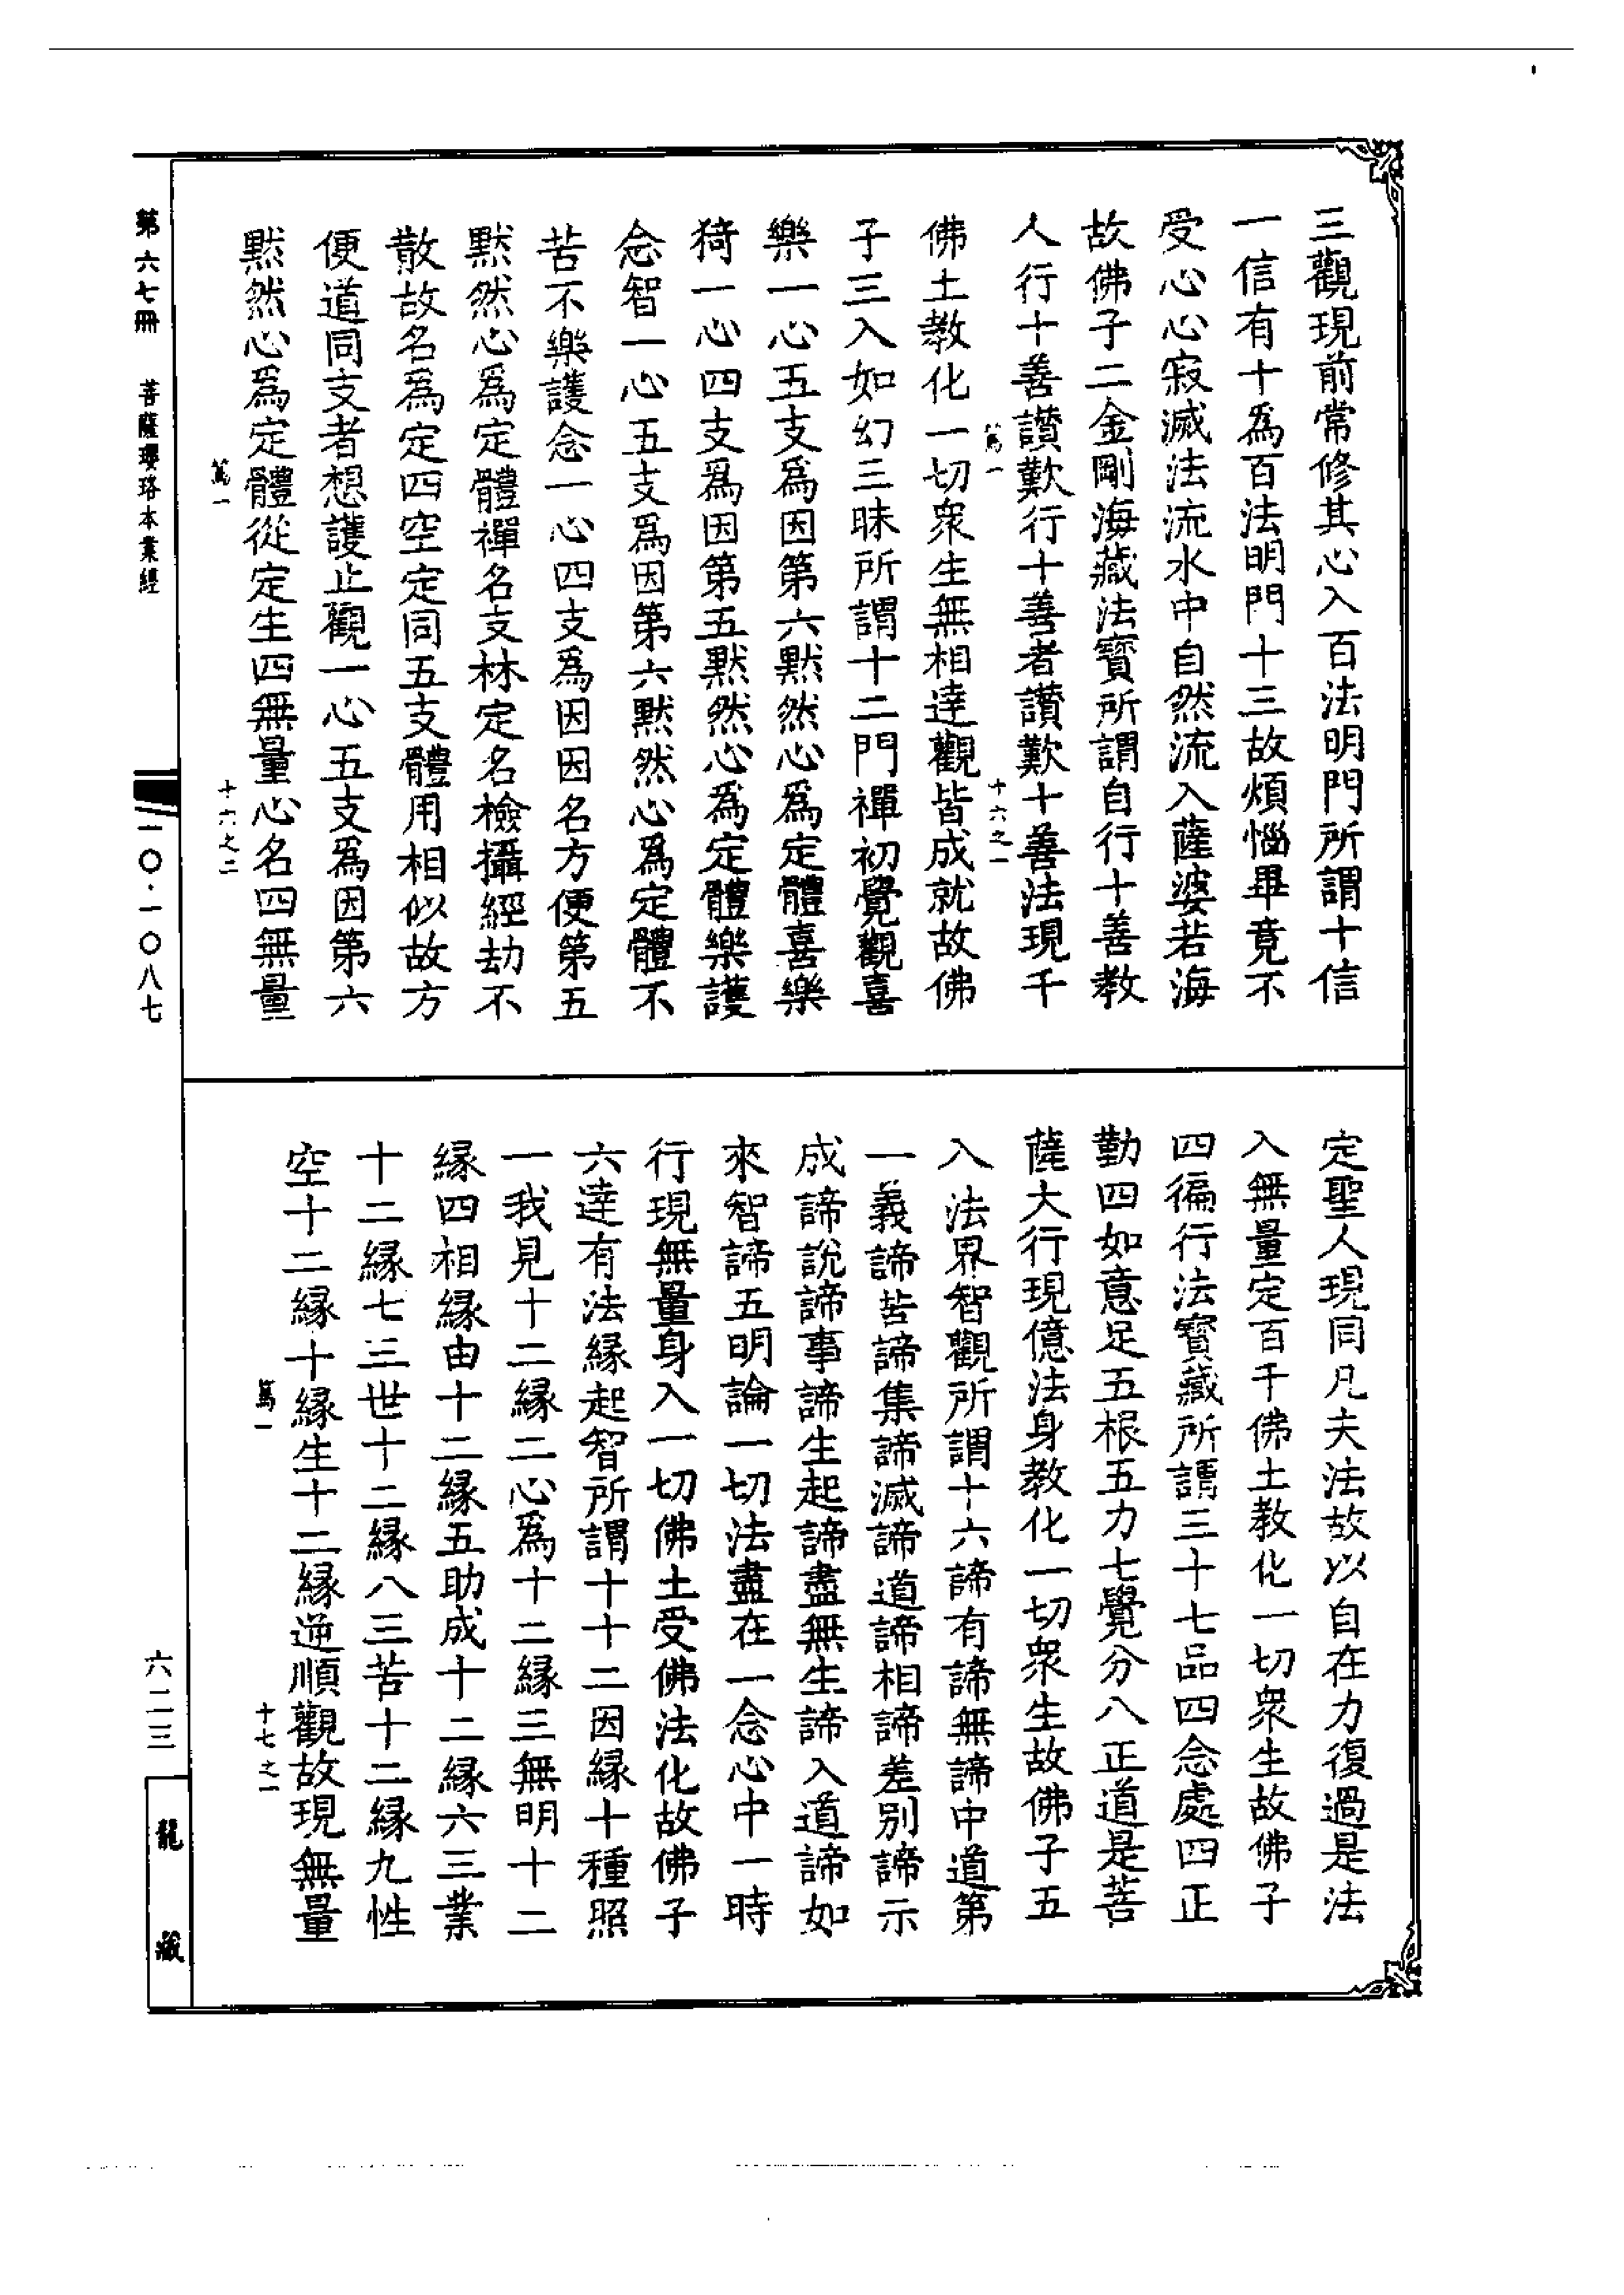 三觀現前常修其心入百法明門所謂十信
一信有十爲百法明門十三故煩惱畢竟不
受心心寂滅法流水中自然流入薩婆若海
故佛子二金剛海藏法寶所謂自行十善教
人行十善讃歎行十善者讃歎十善法現千
篤一
十六之一
佛土教化一切衆生無相達觀皆成就故佛
子三入如幻三昧所謂十二門禪初覺觀喜
樂一心五支爲因第六默然心爲定體喜樂
猗一心四支爲因第五默然心爲定體樂護
念智一心五支爲因第六默然心爲定體不
苦不樂護念一心四支爲因因名方便第五
默然心爲定體禪名支林定名檢攝經劫不
散故名爲定四空定同五支體用相似故方
便道同支者想護止觀一心五支爲因第六
默然心爲定體從定生四無量心名四無量
篤一
十六之二
定聖人現同凡夫法故以自在力復過是法
入無量定百千佛土教化一切衆生故佛子
四徧行法寶藏所謂三十七品四念處四正
勤四如意足五根五力七覺分八正道是菩
薩大行現億法身教化一切衆生故佛子五
入法界智觀所謂十六諦有諦無諦中道第
一義諦苦諦集諦滅諦道諦相諦差別諦示
成諦說諦事諦生起諦盡無生諦入道諦如
來智諦五明論一切法盡在一念心中一時
行現無量身入一切佛土受佛法化故佛子
六達有法緣起智所謂十十二因緣十種照
一我見十二緣二心爲十二緣三無明十二
緣四相緣由十二緣五助成十二緣六三業
十二緣七三世十二緣八三苦十二緣九性
空十二緣十緣生十二緣逆順觀故現無量
篤一
十七之一
第六七冊　菩薩瓔珞本業經
一〇·一〇八七
六二三
龍藏